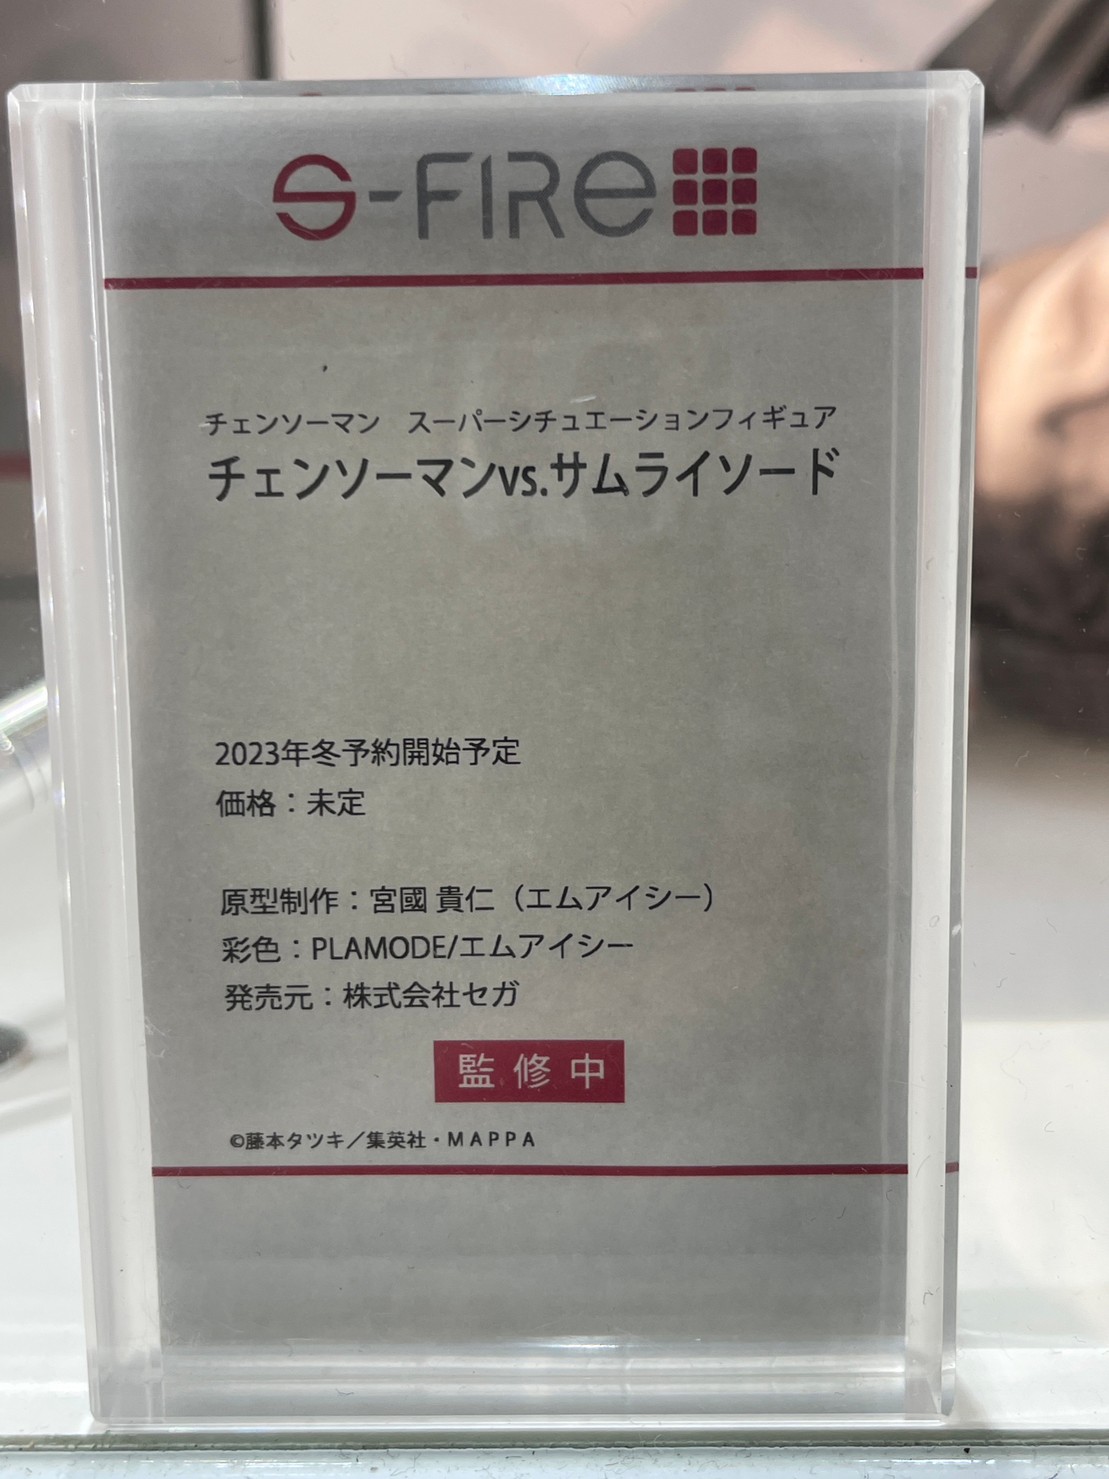 S-FIRE
チェンソーマン　スーパーシチュエーションフィギュア
チェンソーマンvs.サムライソード
2023年冬予約開始予定
価格：未定
原型制作：宮國 貴仁（エムアイシー）
彩色：PLAMODE/エムアイシー
発売元：株式会社セガ
監修中
©藤本タツキ／集英社・MAPPA